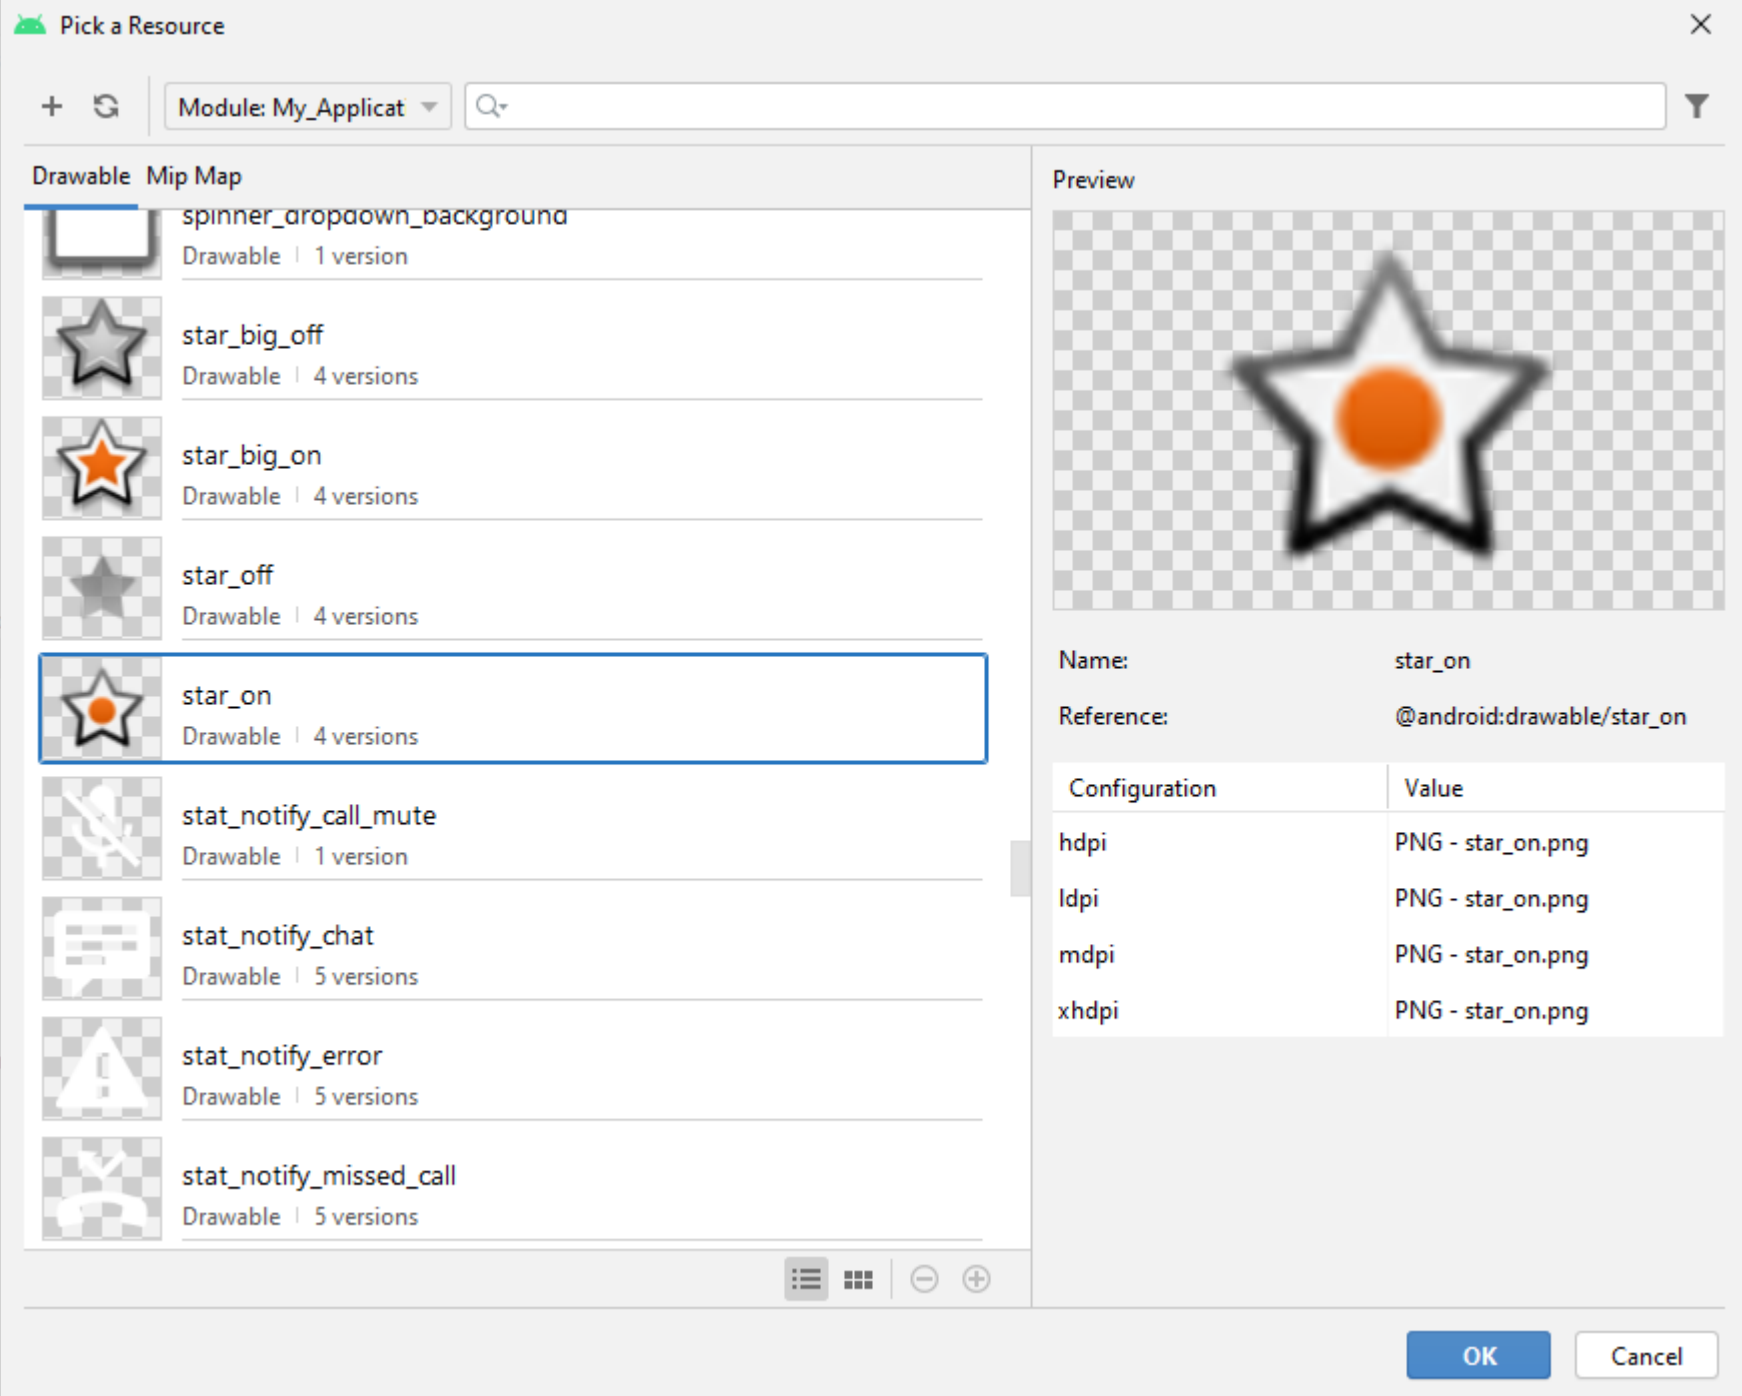 Pick a Resource
Module: My_Applicat
Drawable Mip Map
spinner_dropdown_background
Drawable 1 version
star_big_off
Drawable 4 versions
star_big_on
Drawable 4 versions
star_off
Drawable 4 versions
star_on
Drawable 4 versions
stat_notify_call_mute
Drawable 1 version
stat_notify_chat
Drawable 5 versions
stat_notify_error
Drawable 5 versions
stat_notify_missed_call
Drawable 5 versions
Preview
Name: star_on
Reference: @android:drawable/star_on
Configuration Value
hdpi PNG - star_on.png
ldpi PNG - star_on.png
mdpi PNG - star_on.png
xhdpi PNG - star_on.png
OK Cancel